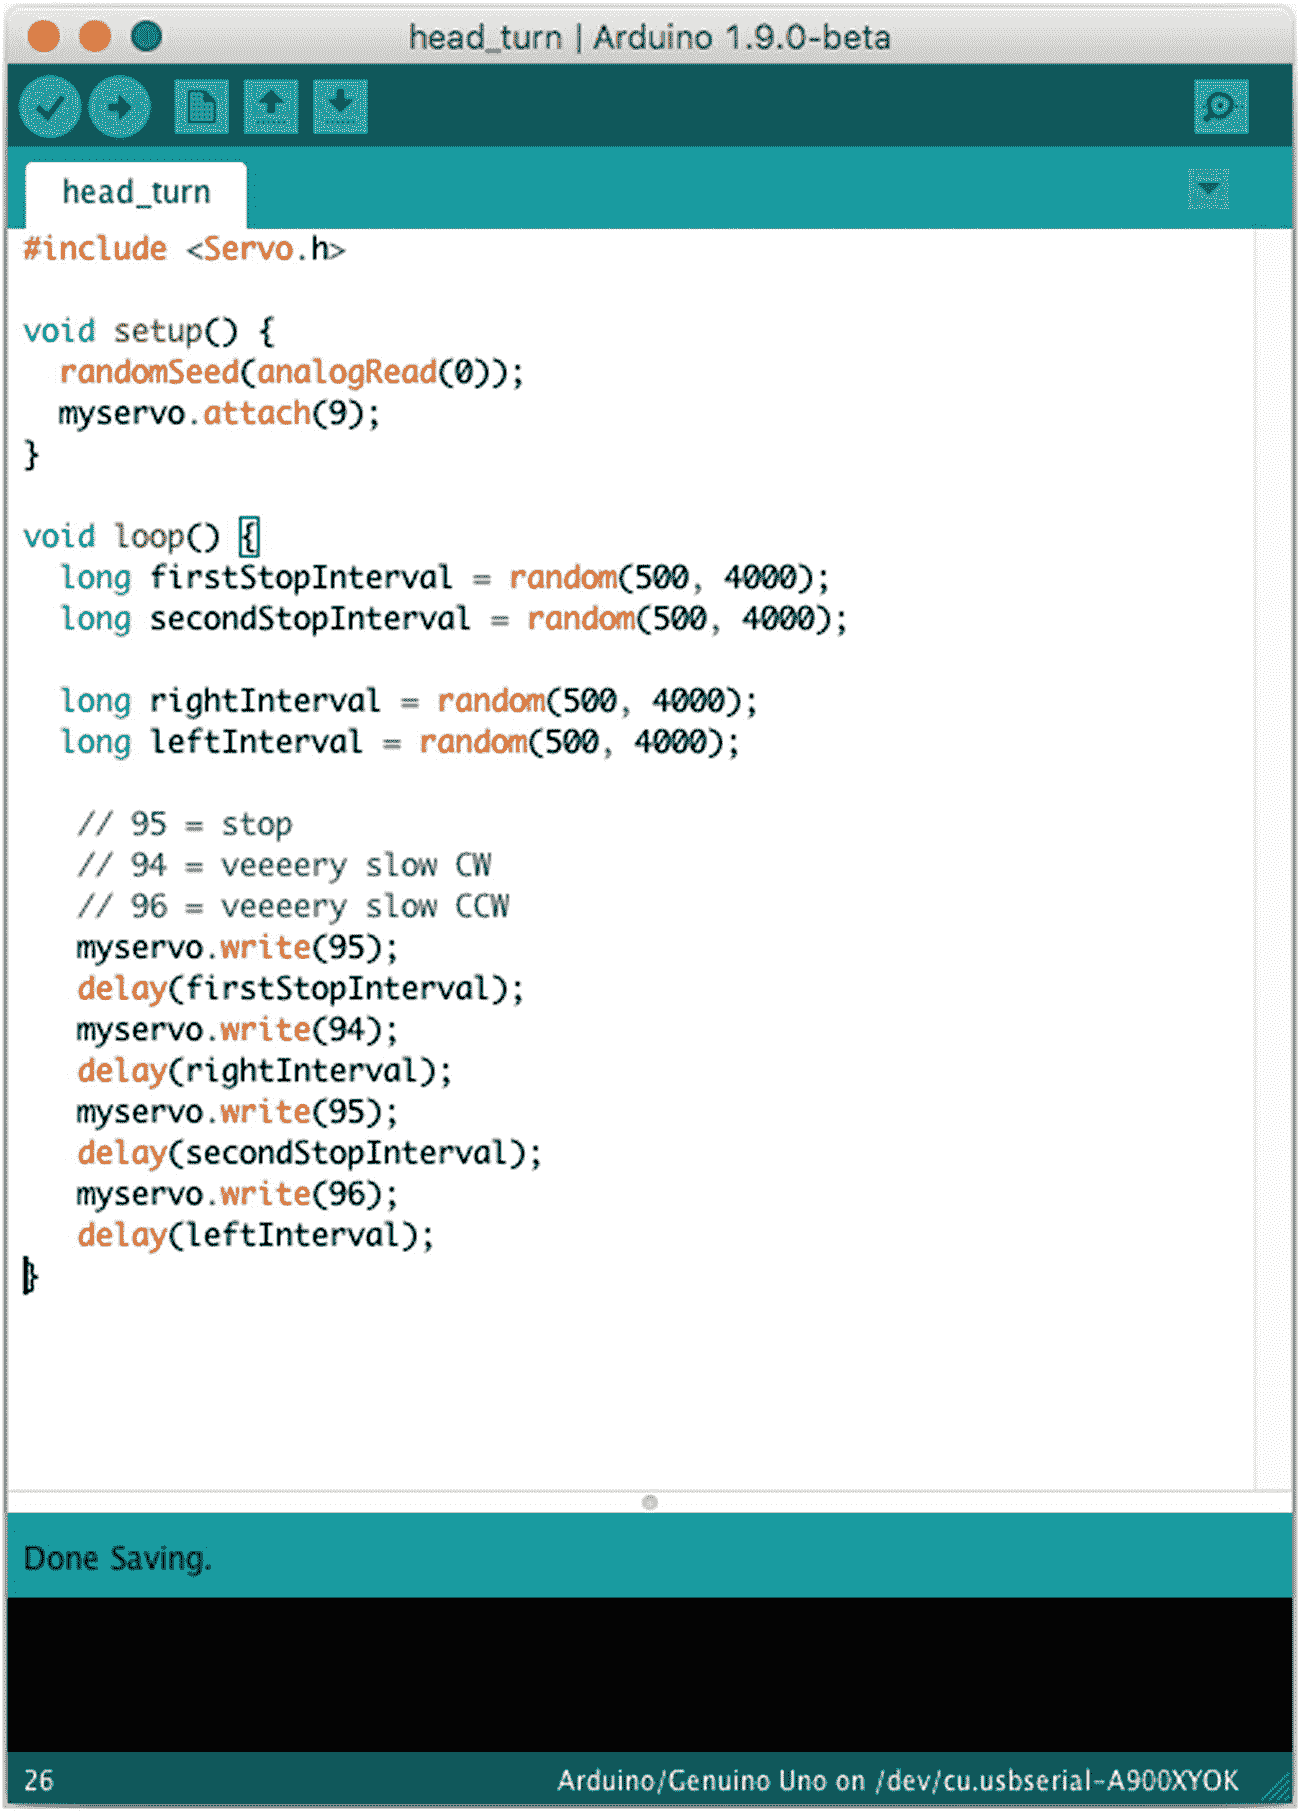 head_turn | Arduino 1.9.0-beta
head_turn
#include <Servo.h>
void setup() {
  randomSeed(analogRead(0));
  myservo.attach(9);
}
void loop() {
  long firstStopInterval = random(500, 4000);
  long secondStopInterval = random(500, 4000);
  long rightInterval = random(500, 4000);
  long leftInterval = random(500, 4000);
   // 95 = stop
   // 94 = veeeery slow CW
   // 96 = veeeery slow CCW
   myservo.write(95);
   delay(firstStopInterval);
   myservo.write(94);
   delay(rightInterval);
   myservo.write(95);
   delay(secondStopInterval);
   myservo.write(96);
   delay(leftInterval);
}
Done Saving.
26 Arduino/Genuino Uno on /dev/cu.usbserial-A900XYOK